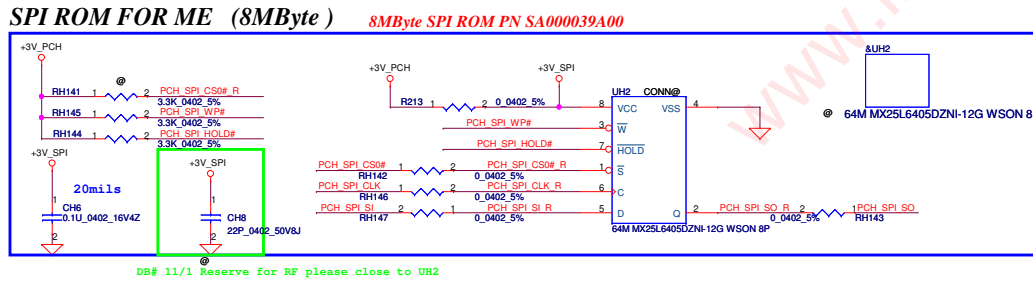 SPI ROM FOR ME (8MByte )
8MByte SPI ROM PN SA000039A00
+3V_PCH
@
RH141 1 2 PCH_SPI_CS0#_R
3.3K_0402_5%
RH145 1 2 PCH_SPI_WP#
3.3K_0402_5%
RH144 1 2 PCH_SPI_HOLD#
3.3K_0402_5%
+3V_SPI
20mils
1
CH6
0.1U_0402_16V4Z
2
+3V_SPI
1
CH8
22P_0402_50V8J
2
@
DB# 11/1 Reserve for RF please close to UH2
+3V_PCH
+3V_SPI
R213 1 2 0_0402_5%
PCH_SPI_WP#
PCH_SPI_HOLD#
PCH_SPI_CS0# 1 2 PCH_SPI_CS0#_R
RH142 0_0402_5%
PCH_SPI_CLK 1 2 PCH_SPI_CLK_R
RH146 0_0402_5%
PCH_SPI_SI 2 1 PCH_SPI_SI_R
RH147 0_0402_5%
UH2 CONN@
8 VCC VSS 4
3 W
7 HOLD
1 S
6 C
5 D Q 2
64M MX25L6405DZNI-12G WSON 8P
PCH_SPI_SO_R 2 1 PCH_SPI_SO
0_0402_5% RH143
&UH2
@ 64M MX25L6405DZNI-12G WSON 8